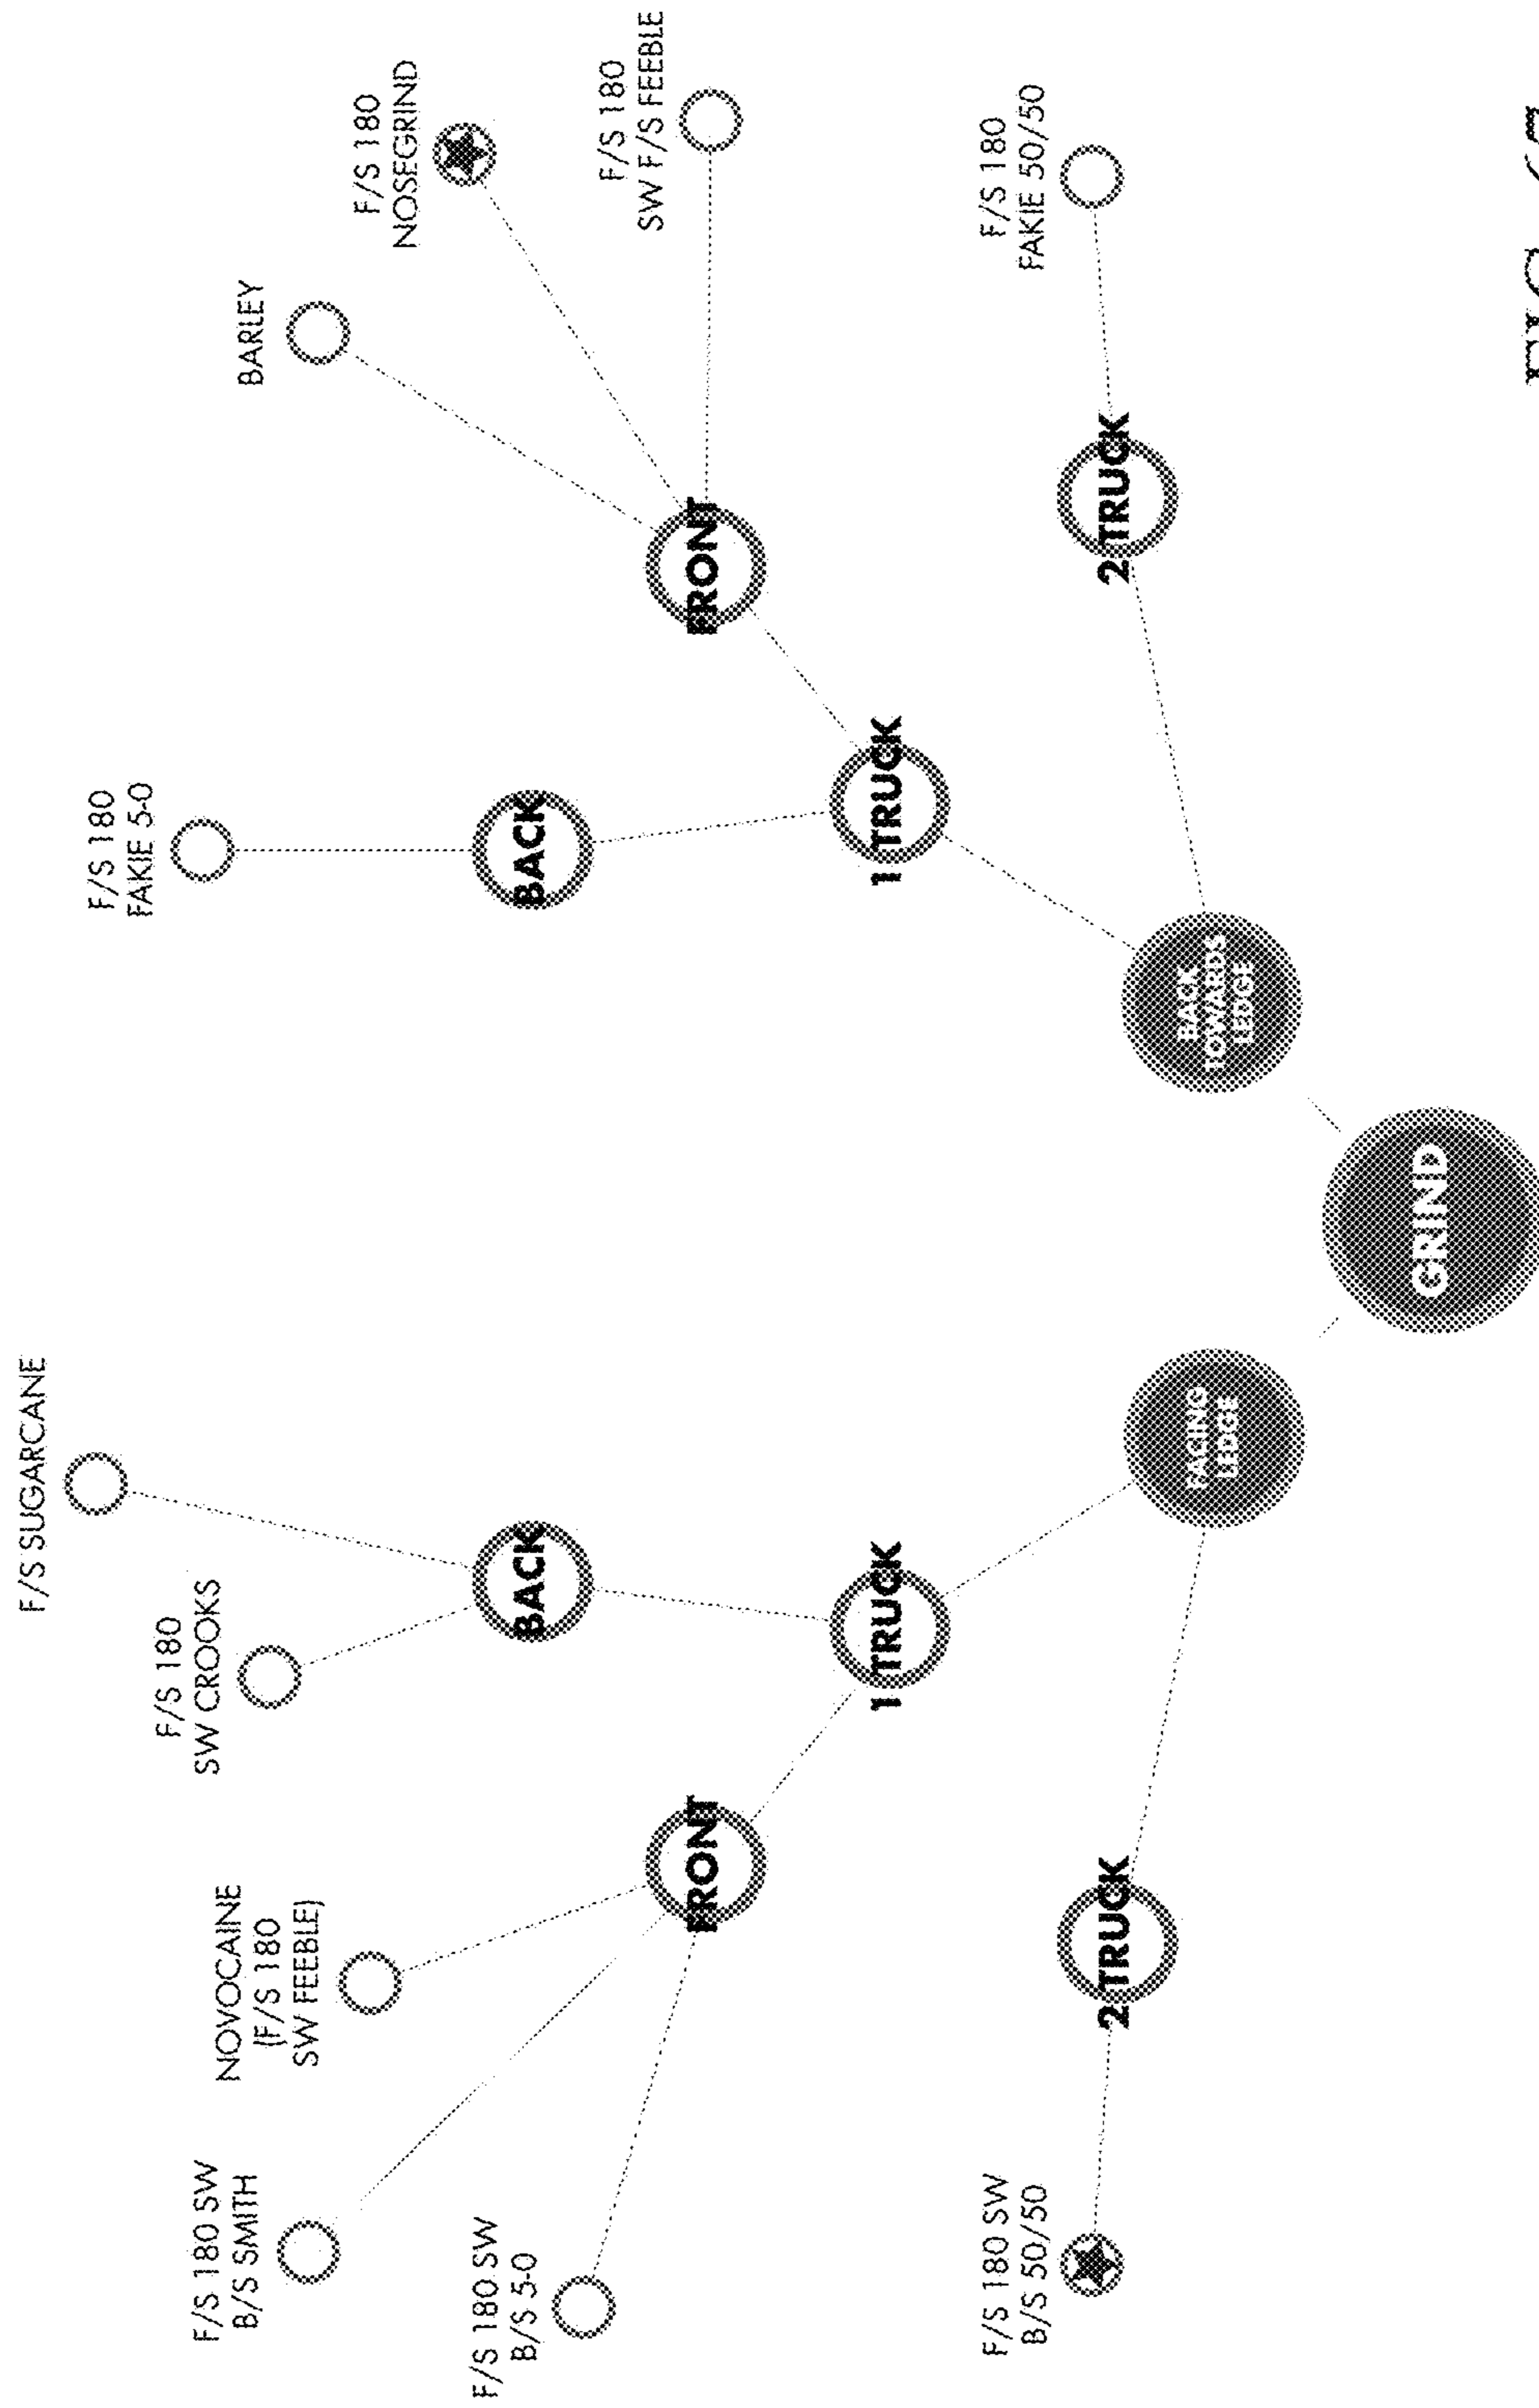 F/S SUGARCANE
F/S 180
FAKIE 5-0
F/S 180
SW CROOKS
BARLEY
NOVOCAINE
(F/S 180
SW FEEBLE)
F/S 180
NOSEGRIND
F/S 180 SW
B/S SMITH
F/S 180 SW
B/S 5-0
F/S 180
SW F/S FEEBLE
BACK
BACK
FRONT
FRONT
1 TRUCK
1 TRUCK
F/S 180 SW
B/S 50/50
2 TRUCK
2 TRUCK
F/S 180
FAKIE 50/50
FACING
LEDGE
BACK
TOWARDS
LEDGE
GRIND